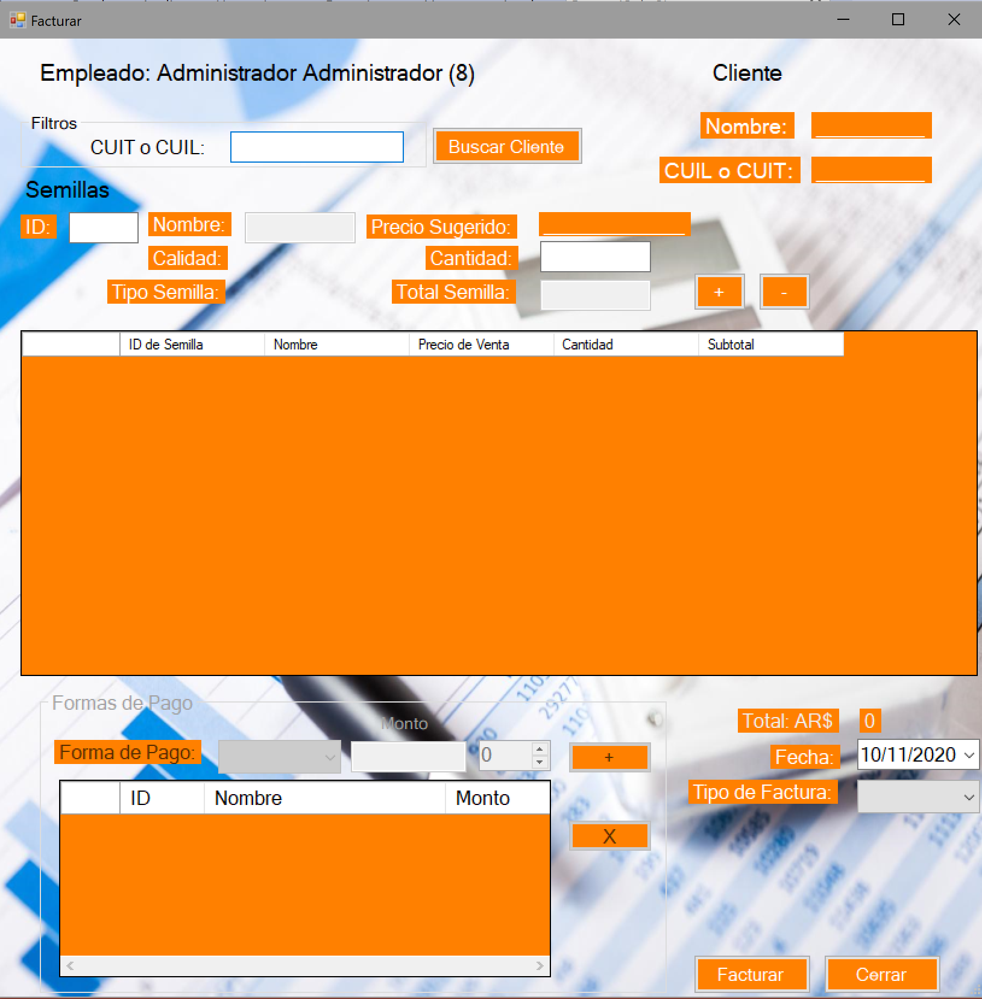 Facturar
Empleado: Administrador Administrador (8)
Cliente
Filtros
CUIT o CUIL:
Buscar Cliente
Nombre: ____________
CUIL o CUIT: ____________
Semillas
ID:
Nombre:
Precio Sugerido: ____________
Calidad:
Cantidad:
Tipo Semilla:
Total Semilla:
+ -
ID de Semilla Nombre Precio de Venta Cantidad Subtotal
Formas de Pago
Monto
Forma de Pago: 0 +
ID Nombre Monto
X
Total: AR$ 0
Fecha: 10/11/2020
Tipo de Factura:
Facturar Cerrar